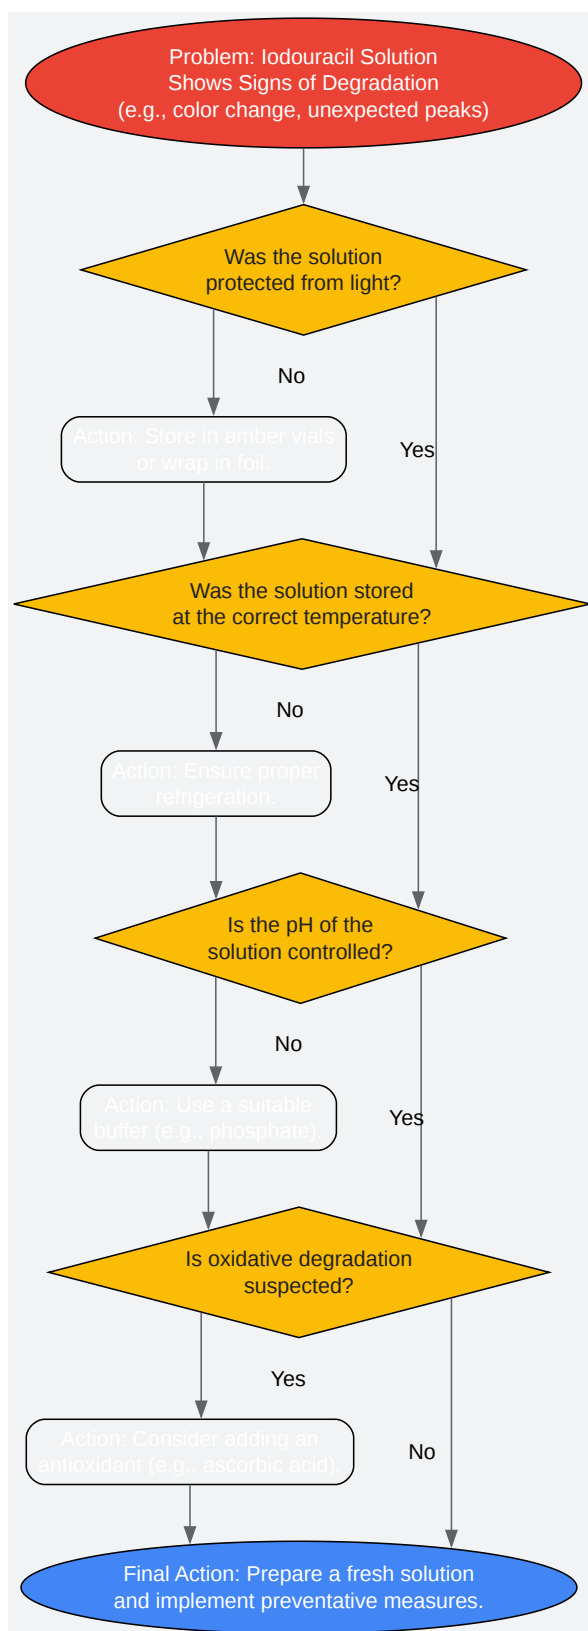 Problem: Iodouracil Solution
Shows Signs of Degradation
(e.g., color change, unexpected peaks)
Was the solution
protected from light?
No
Action: Store in amber vials
or wrap in foil.
Yes
Was the solution stored
at the correct temperature?
No
Action: Ensure proper
refrigeration.
Yes
Is the pH of the
solution controlled?
No
Action: Use a suitable
buffer (e.g., phosphate).
Yes
Is oxidative degradation
suspected?
Yes
Action: Consider adding an
antioxidant (e.g., ascorbic acid).
No
Final Action: Prepare a fresh solution
and implement preventative measures.